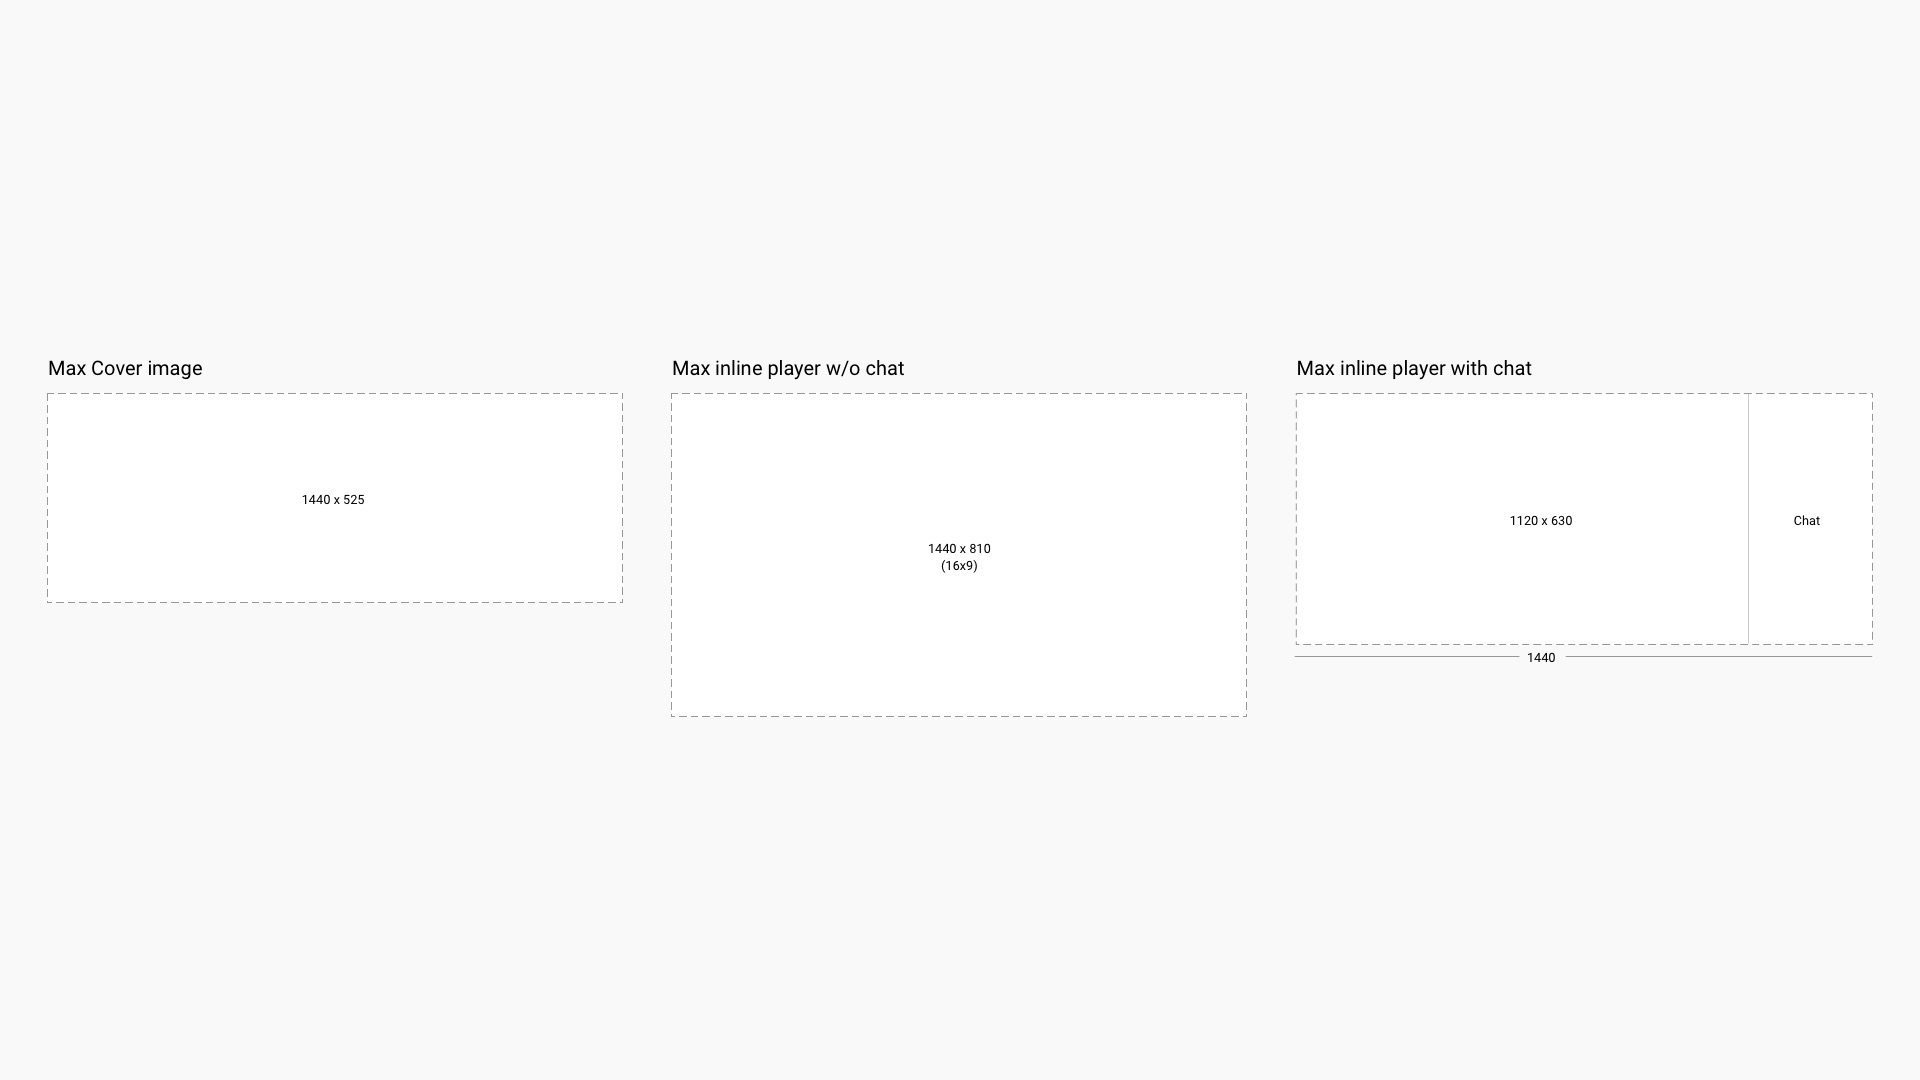 Max Cover image
1440 x 525
Max inline player w/o chat
1440 x 810
(16x9)
Max inline player with chat
1120 x 630
Chat
1440